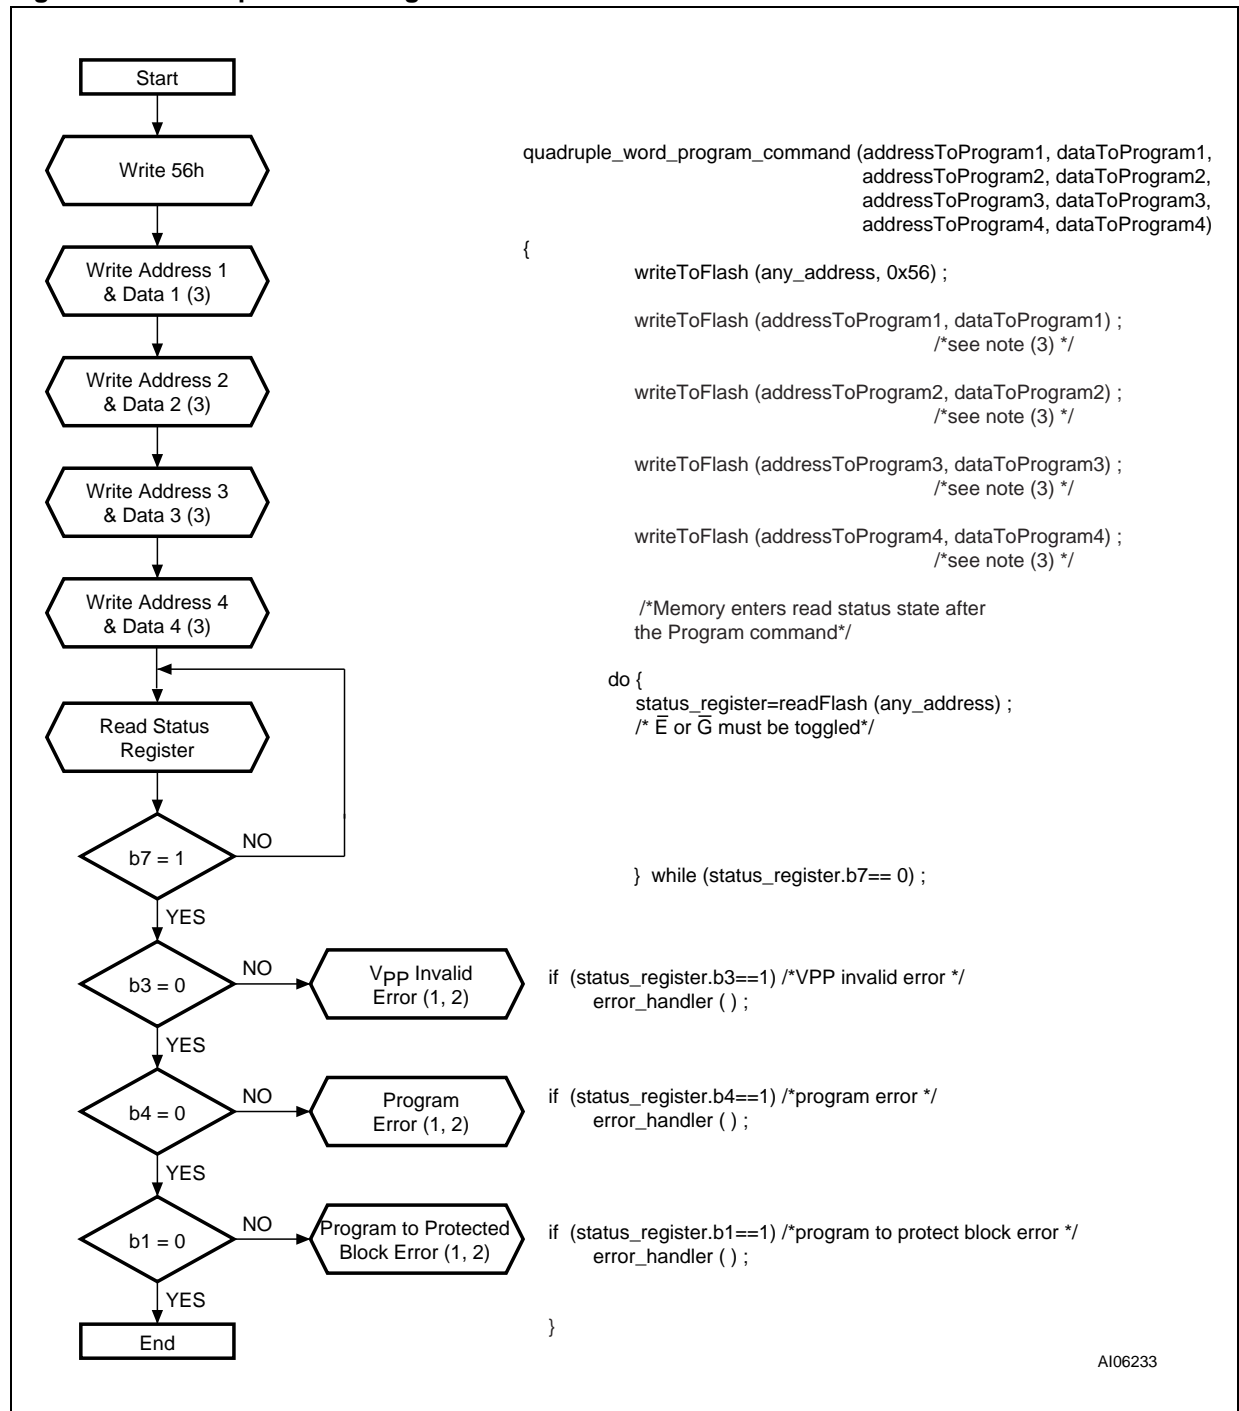 Start
Write 56h
Write Address 1
& Data 1 (3)
Write Address 2
& Data 2 (3)
Write Address 3
& Data 3 (3)
Write Address 4
& Data 4 (3)
Read Status
Register
b7 = 1
NO
YES
b3 = 0
NO
VPP Invalid
Error (1, 2)
YES
b4 = 0
NO
Program
Error (1, 2)
YES
b1 = 0
NO
Program to Protected
Block Error (1, 2)
YES
End
quadruple_word_program_command (addressToProgram1, dataToProgram1,
addressToProgram2, dataToProgram2,
addressToProgram3, dataToProgram3,
addressToProgram4, dataToProgram4)
{
writeToFlash (any_address, 0x56) ;
writeToFlash (addressToProgram1, dataToProgram1) ;
/*see note (3) */
writeToFlash (addressToProgram2, dataToProgram2) ;
/*see note (3) */
writeToFlash (addressToProgram3, dataToProgram3) ;
/*see note (3) */
writeToFlash (addressToProgram4, dataToProgram4) ;
/*see note (3) */
/*Memory enters read status state after
the Program command*/
do {
status_register=readFlash (any_address) ;
/* E̅ or G̅ must be toggled*/
} while (status_register.b7== 0) ;
if (status_register.b3==1) /*VPP invalid error */
error_handler ( ) ;
if (status_register.b4==1) /*program error */
error_handler ( ) ;
if (status_register.b1==1) /*program to protect block error */
error_handler ( ) ;
}
AI06233